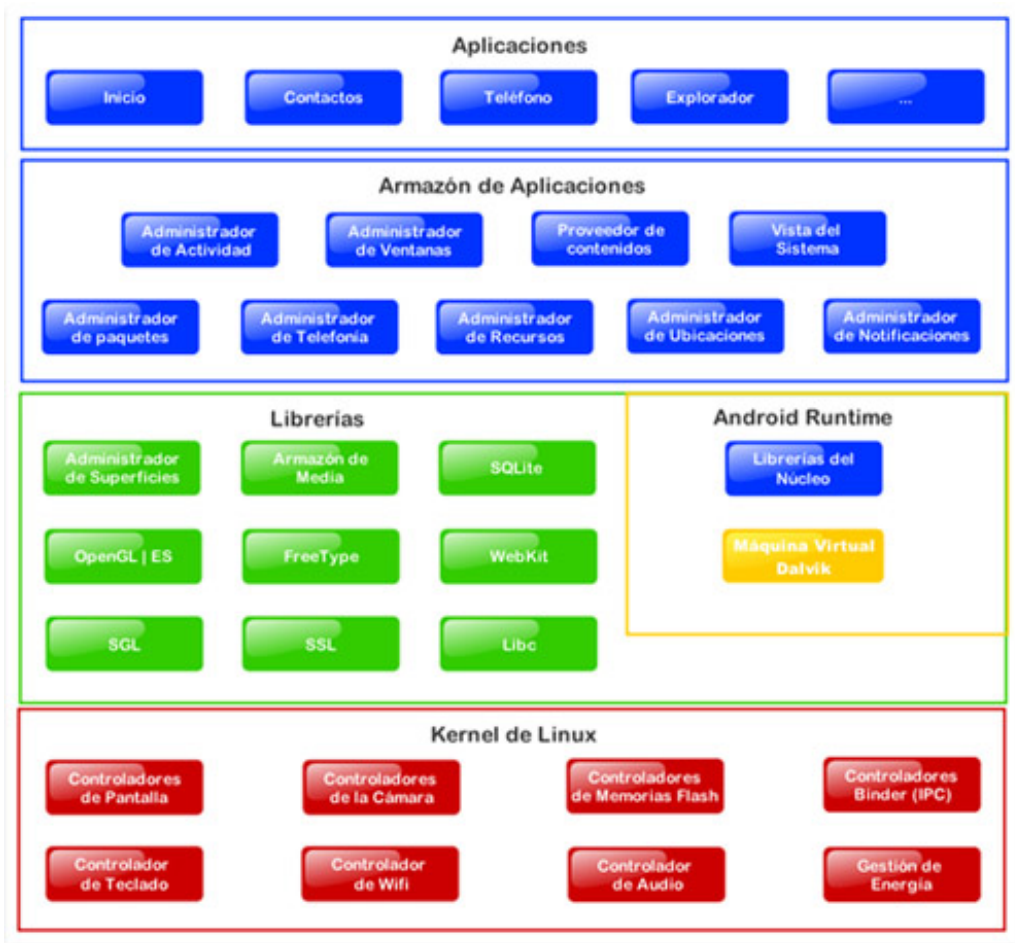 Aplicaciones
Inicio
Contactos
Teléfono
Explorador
...
Armazón de Aplicaciones
Administrador
de Actividad
Administrador
de Ventanas
Proveedor de
contenidos
Vista del
Sistema
Administrador
de paquetes
Administrador
de Telefonía
Administrador
de Recursos
Administrador
de Ubicaciones
Administrador
de Notificaciones
Librerías
Administrador
de Superficies
Armazón de
Media
SQLite
OpenGL | ES
FreeType
WebKit
SGL
SSL
Libc
Android Runtime
Librerías del
Núcleo
Máquina Virtual
Dalvik
Kernel de Linux
Controladores
de Pantalla
Controladores
de la Cámara
Controladores
de Memorias Flash
Controladores
Binder (IPC)
Controlador
de Teclado
Controlador
de Wifi
Controlador
de Audio
Gestión de
Energía